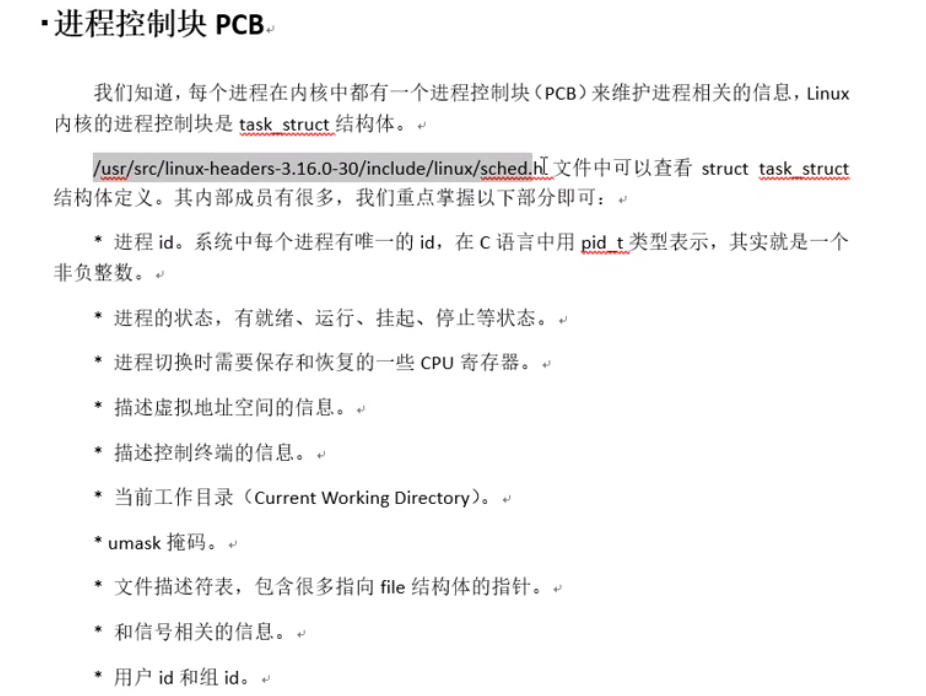 ▪进程控制块 PCB
我们知道，每个进程在内核中都有一个进程控制块（PCB）来维护进程相关的信息，Linux
内核的进程控制块是 task_struct 结构体。
/usr/src/linux-headers-3.16.0-30/include/linux/sched.h 文件中可以查看 struct task_struct
结构体定义。其内部成员有很多，我们重点掌握以下部分即可：
* 进程 id。系统中每个进程有唯一的 id，在 C 语言中用 pid_t 类型表示，其实就是一个
非负整数。
* 进程的状态，有就绪、运行、挂起、停止等状态。
* 进程切换时需要保存和恢复的一些 CPU 寄存器。
* 描述虚拟地址空间的信息。
* 描述控制终端的信息。
* 当前工作目录（Current Working Directory）。
* umask 掩码。
* 文件描述符表，包含很多指向 file 结构体的指针。
* 和信号相关的信息。
* 用户 id 和组 id。